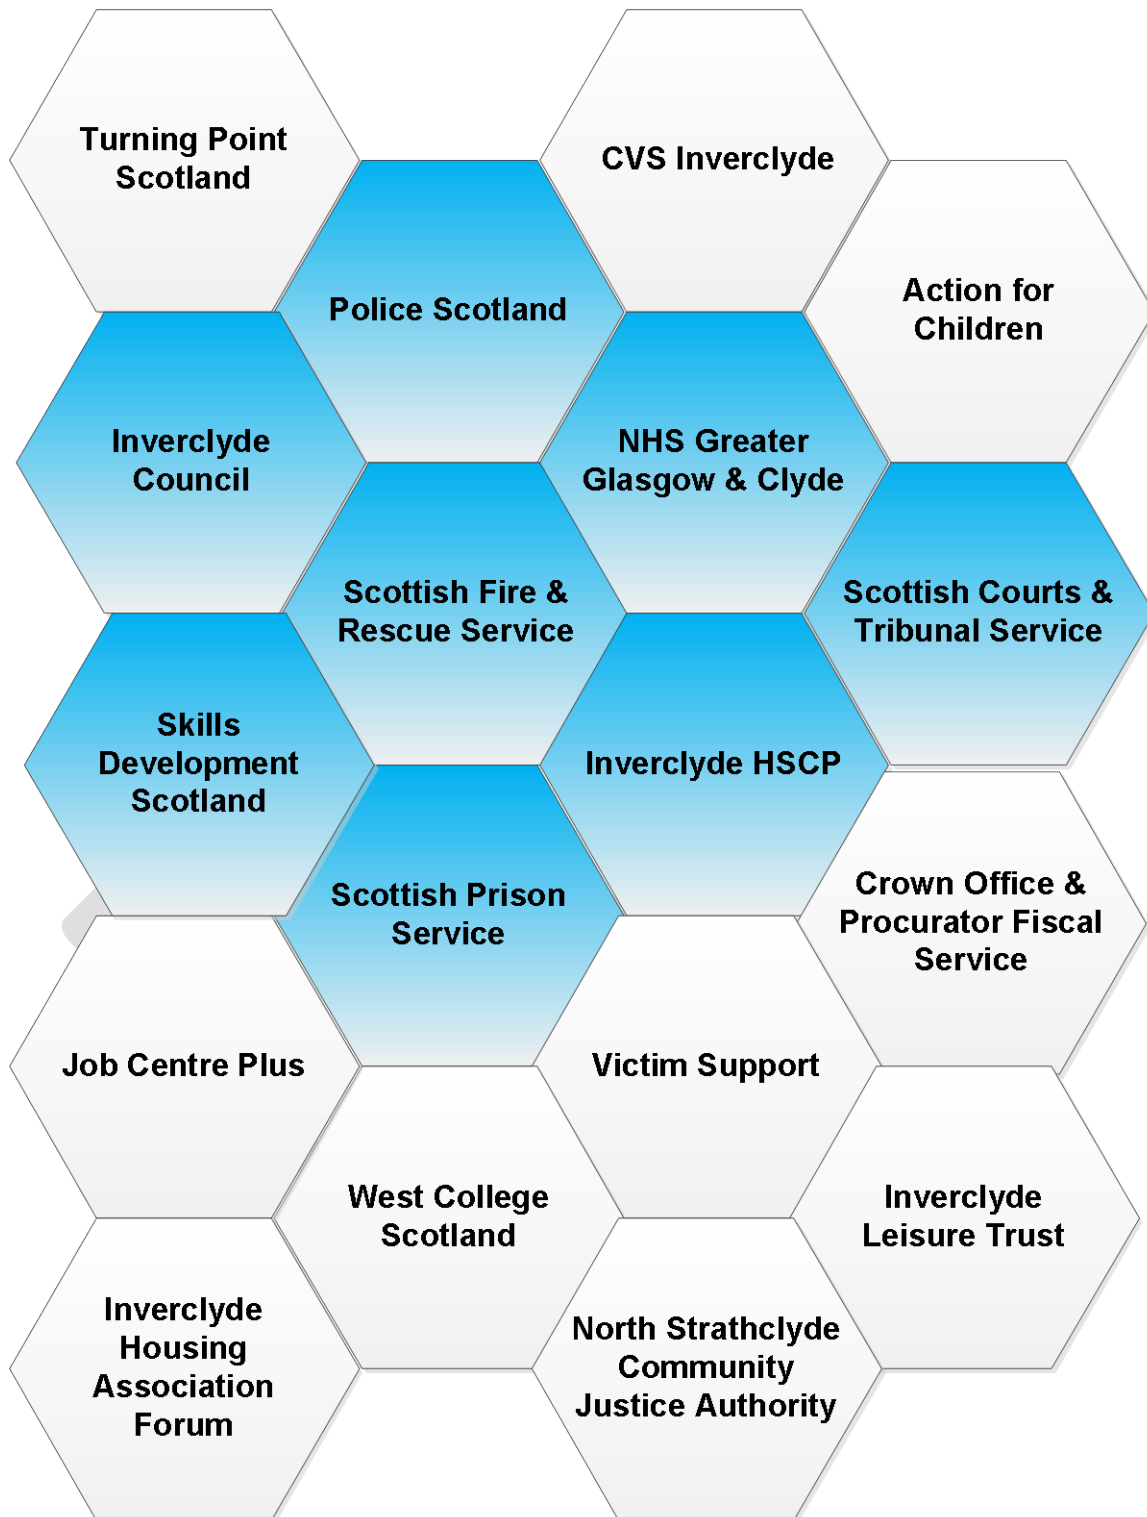 Turning Point
Scotland
CVS Inverclyde
Police Scotland
Action for
Children
Inverclyde
Council
NHS Greater
Glasgow & Clyde
Scottish Fire &
Rescue Service
Scottish Courts &
Tribunal Service
Skills
Development
Scotland
Inverclyde HSCP
Scottish Prison
Service
Crown Office &
Procurator Fiscal
Service
Job Centre Plus
Victim Support
West College
Scotland
Inverclyde
Leisure Trust
Inverclyde
Housing
Association
Forum
North Strathclyde
Community
Justice Authority